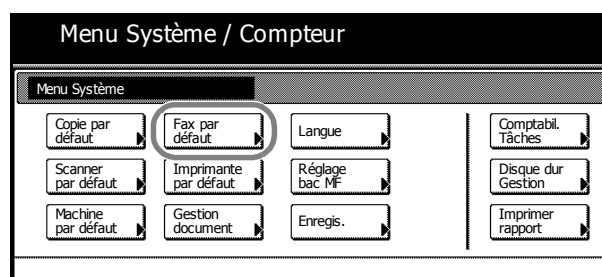 Menu Système / Compteur
Menu Système
Copie par
défaut
Fax par
défaut
Langue
Comptabil.
Tâches
Scanner
par défaut
Imprimante
par défaut
Réglage
bac MF
Disque dur
Gestion
Machine
par défaut
Gestion
document
Enregis.
Imprimer
rapport